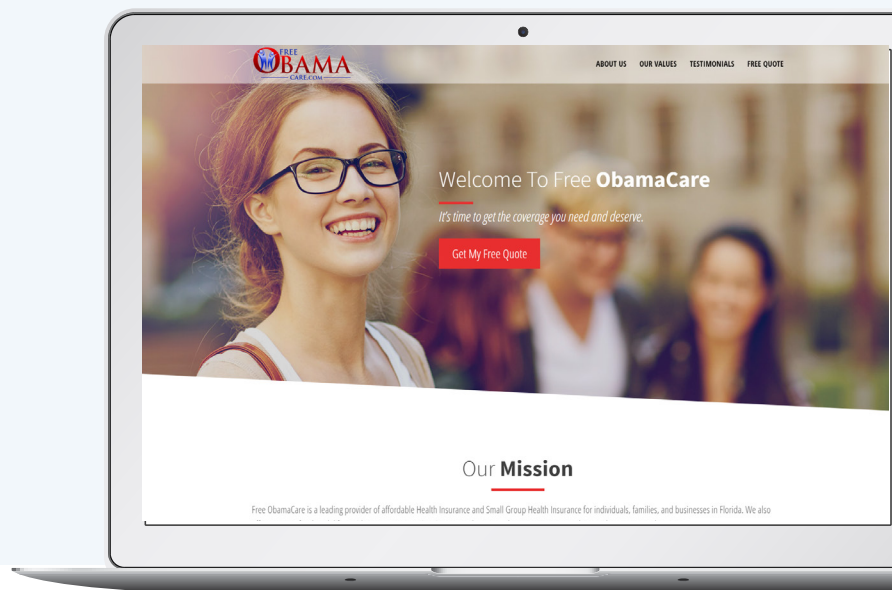 FREE
OBAMA
CARE.COM
ABOUT US OUR VALUES TESTIMONIALS FREE QUOTE
Welcome To Free ObamaCare
It's time to get the coverage you need and deserve.
Get My Free Quote
Our Mission
Free ObamaCare is a leading provider of affordable Health Insurance and Small Group Health Insurance for individuals, families, and businesses in Florida. We also